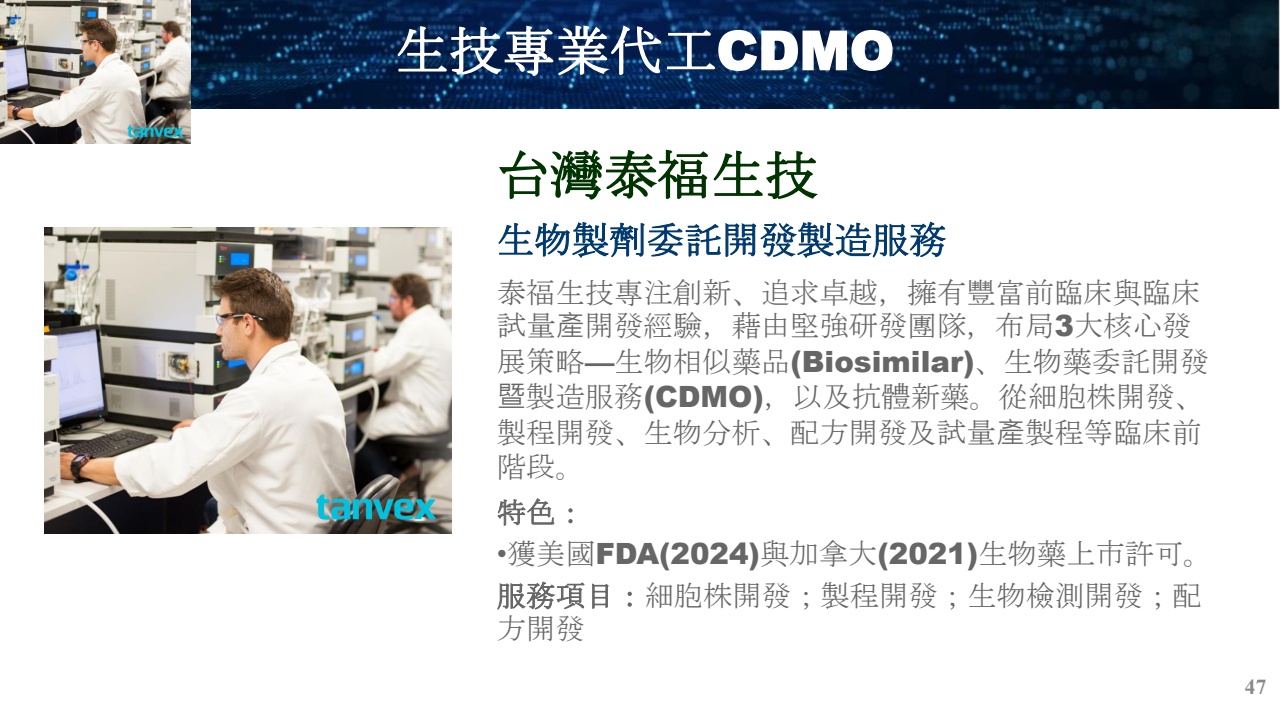 生技專業代工CDMO
tanvex
台灣泰福生技
生物製劑委託開發製造服務
泰福生技專注創新、追求卓越，擁有豐富前臨床與臨床
試量產開發經驗，藉由堅強研發團隊，布局3大核心發
展策略—生物相似藥品(Biosimilar)、生物藥委託開發
暨製造服務(CDMO)，以及抗體新藥。從細胞株開發、
製程開發、生物分析、配方開發及試量產製程等臨床前
階段。
tanvex
特色：
•獲美國FDA(2024)與加拿大(2021)生物藥上市許可。
服務項目：細胞株開發；製程開發；生物檢測開發；配
方開發
47